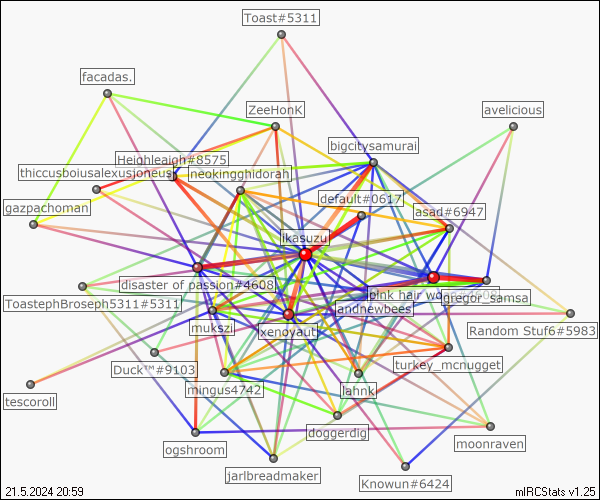 Toast#5311
facadas.
ZeeHonK
avelicious
bigcitysamurai
Heighleaigh#8575
thiccusboiusalexusjoneus
neokingghidorah
default#0617
gazpachoman
asad#6947
ikasuzu
disaster of passion#4608
pink hair
gregor_samsa
ToastephBroseph5311#5311
andnewbees
mukszi
xenoyaut
Random Stuf6#5983
Duck™#9103
turkey_mcnugget
mingus4742
lahnk
tescoroll
doggerdig
ogshroom
moonraven
jarlbreadmaker
Knowun#6424
21.5.2024 20:59
mIRCStats v1.25